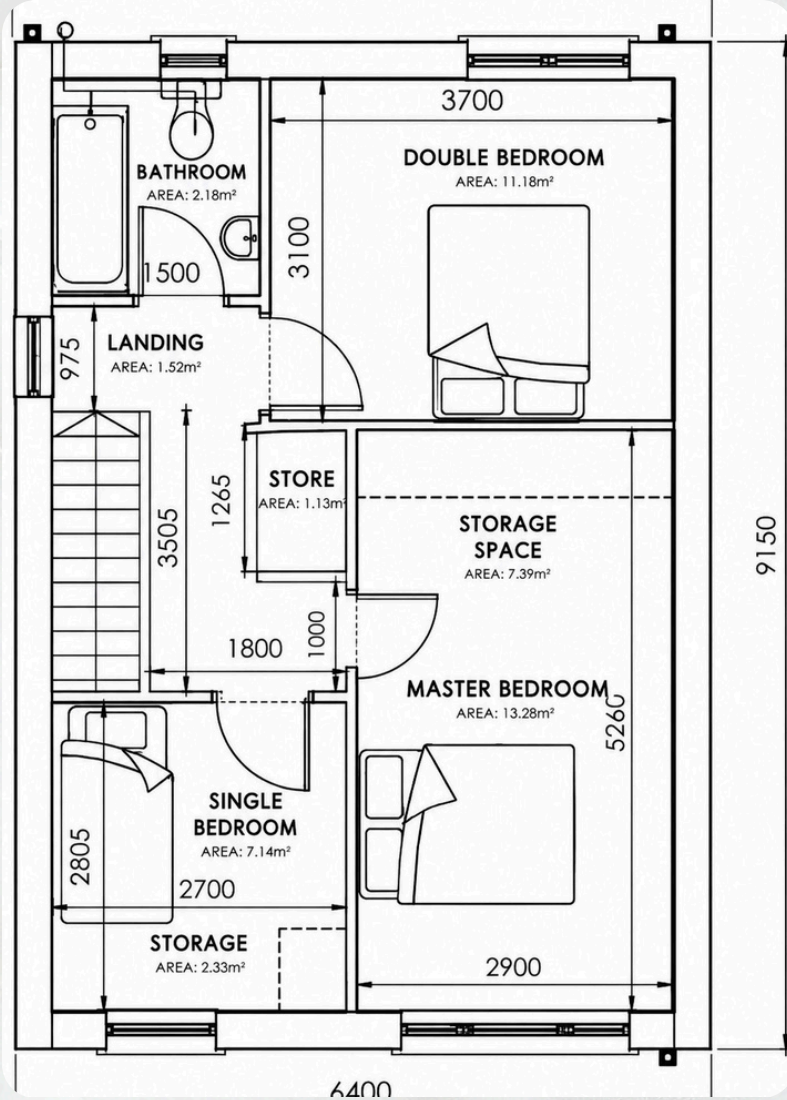 3700
DOUBLE BEDROOM
AREA: 11.18m²
BATHROOM
AREA: 2.18m²
3100
1500
LANDING
AREA: 1.52m²
975
STORE
AREA: 1.13m²
1265
3505
STORAGE
SPACE
AREA: 7.39m²
9150
1000
1800
MASTER BEDROOM
AREA: 13.28m²
5260
SINGLE
BEDROOM
AREA: 7.14m²
2805
2700
STORAGE
AREA: 2.33m²
2900
6400